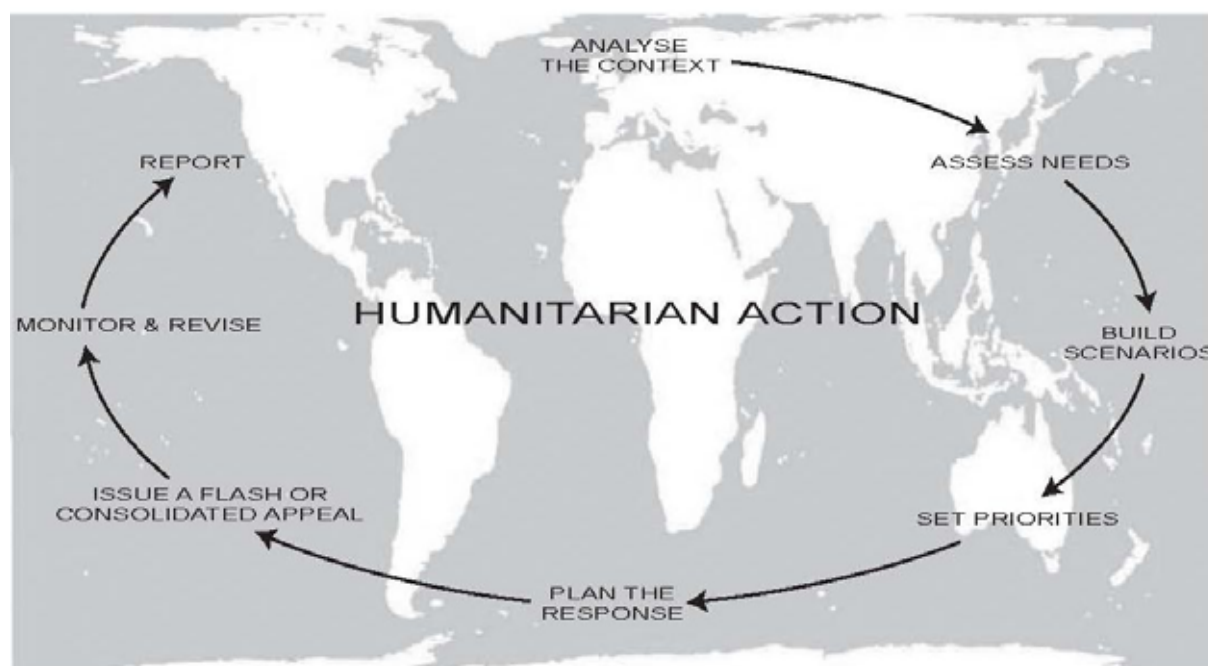 ANALYSE
THE CONTEXT
ASSESS NEEDS
BUILD
SCENARIOS
SET PRIORITIES
PLAN THE
RESPONSE
ISSUE A FLASH OR
CONSOLIDATED APPEAL
MONITOR & REVISE
REPORT
HUMANITARIAN ACTION